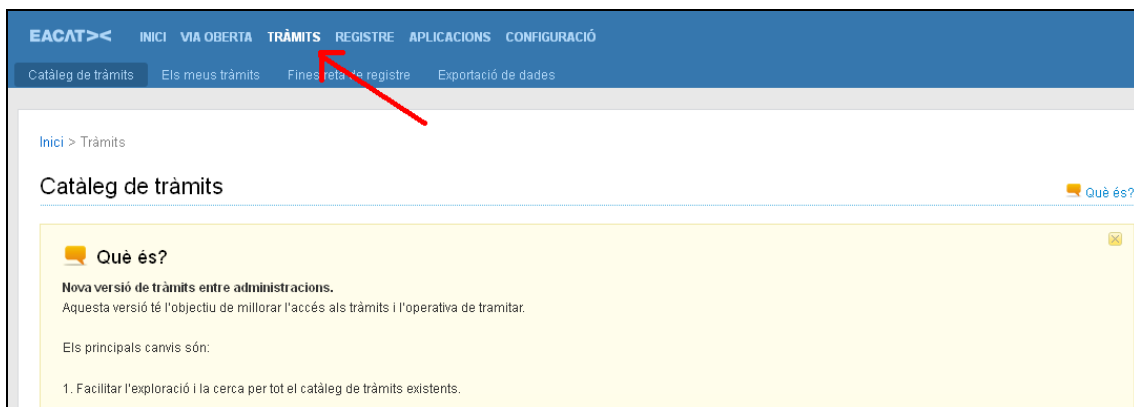 EACAT>< INICI VIA OBERTA TRÀMITS REGISTRE APLICACIONS CONFIGURACIÓ
Catàleg de tràmits Els meus tràmits Finestreta de registre Exportació de dades
Inici > Tràmits
Catàleg de tràmits Què és?
Què és?
Nova versió de tràmits entre administracions.
Aquesta versió té l'objectiu de millorar l'accés als tràmits i l'operativa de tramitar.
Els principals canvis són:
1. Facilitar l'exploració i la cerca per tot el catàleg de tràmits existents.